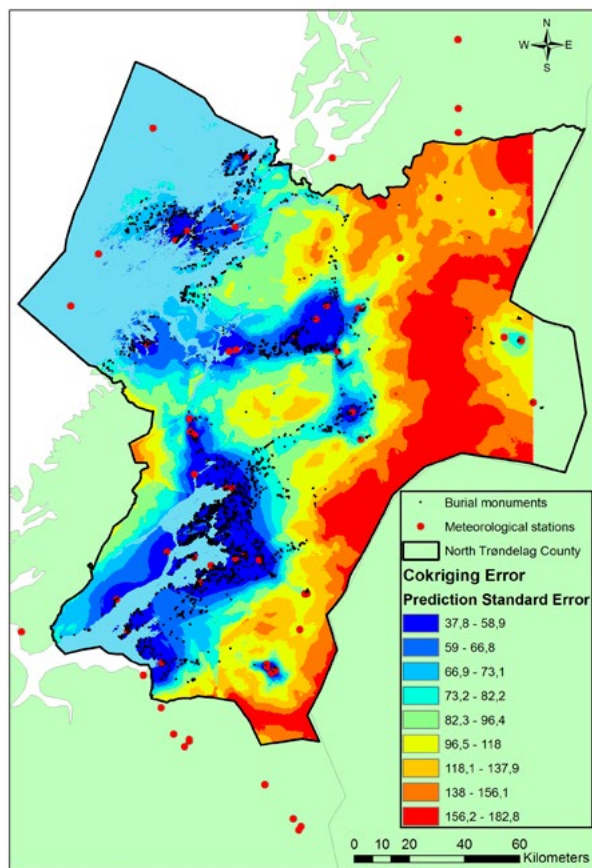 N
W E
S
Burial monuments
Meteorological stations
North Trøndelag County
Cokriging Error
Prediction Standard Error
37,8 - 58,9
59 - 66,8
66,9 - 73,1
73,2 - 82,2
82,3 - 96,4
96,5 - 118
118,1 - 137,9
138 - 156,1
156,2 - 182,8
0 10 20 40 60
Kilometers